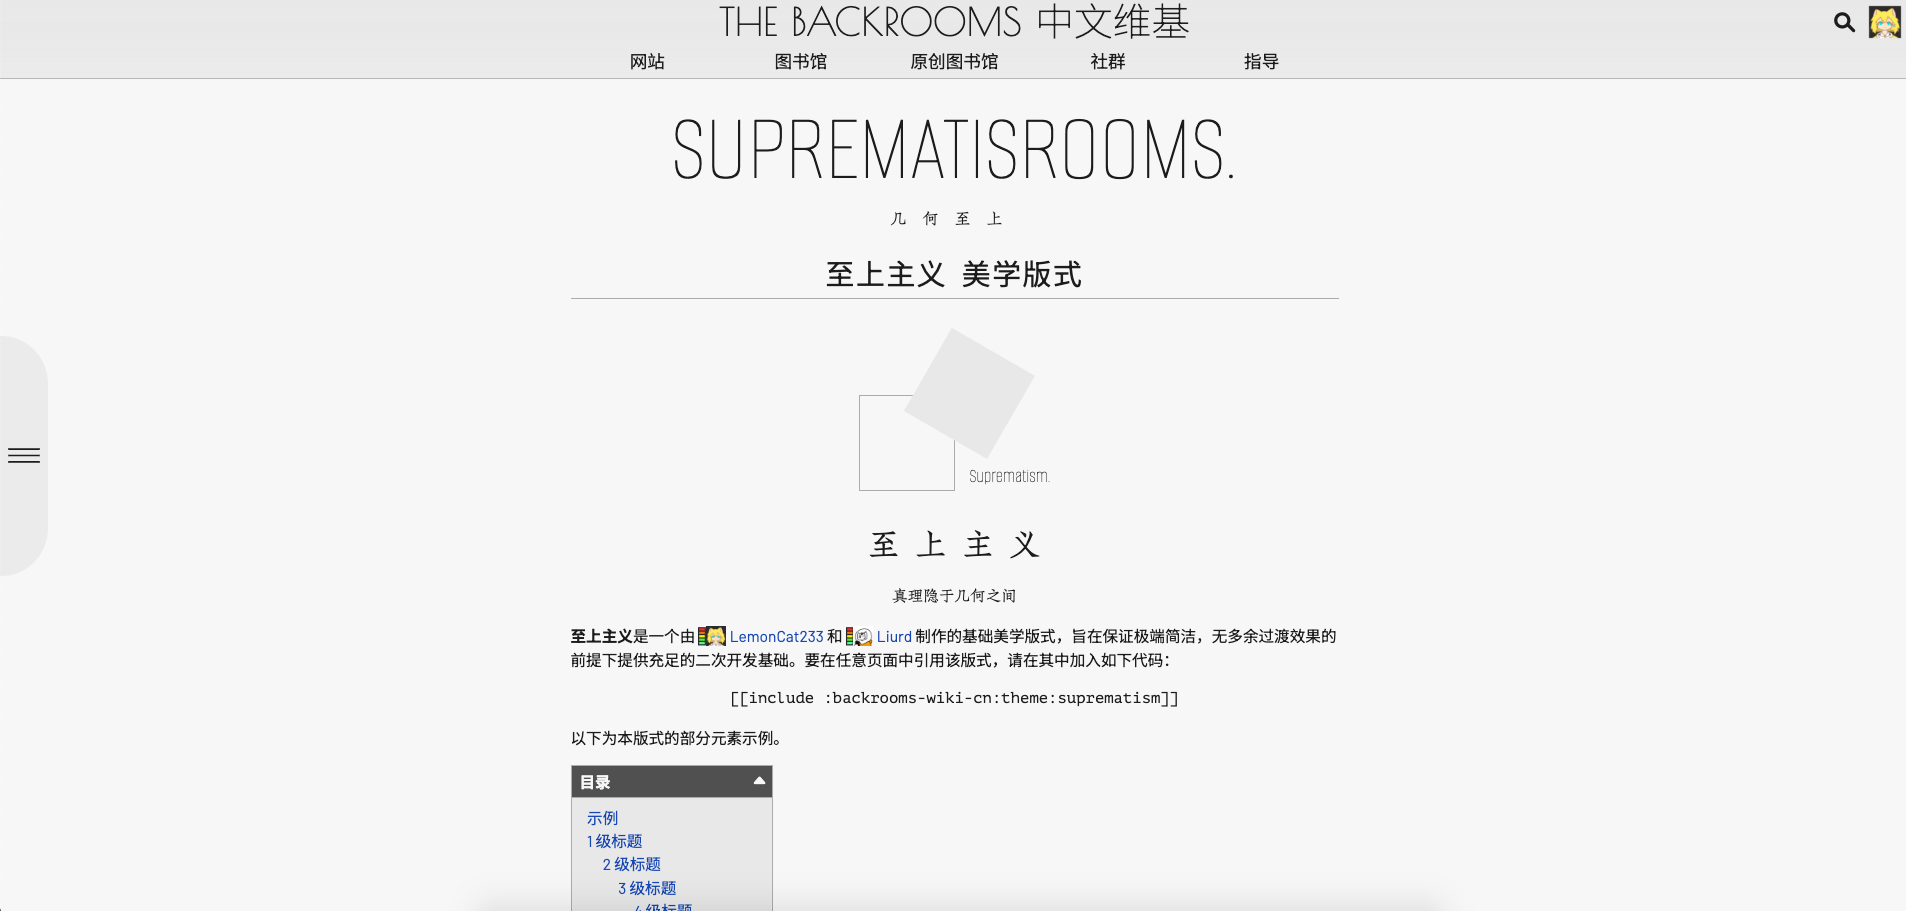 THE BACKROOMS 中文维基
网站 图书馆 原创图书馆 社群 指导
SUPREMATISROOMS.
几何至上
至上主义 美学版式
Suprematism.
至上主义
真理隐于几何之间
至上主义是一个由 LemonCat233 和 Liurd 制作的基础美学版式，旨在保证极端简洁，无多余过渡效果的
前提下提供充足的二次开发基础。要在任意页面中引用该版式，请在其中加入如下代码：
[[include :backrooms-wiki-cn:theme:suprematism]]
以下为本版式的部分元素示例。
目录
示例
1 级标题
2 级标题
3 级标题
4 级标题